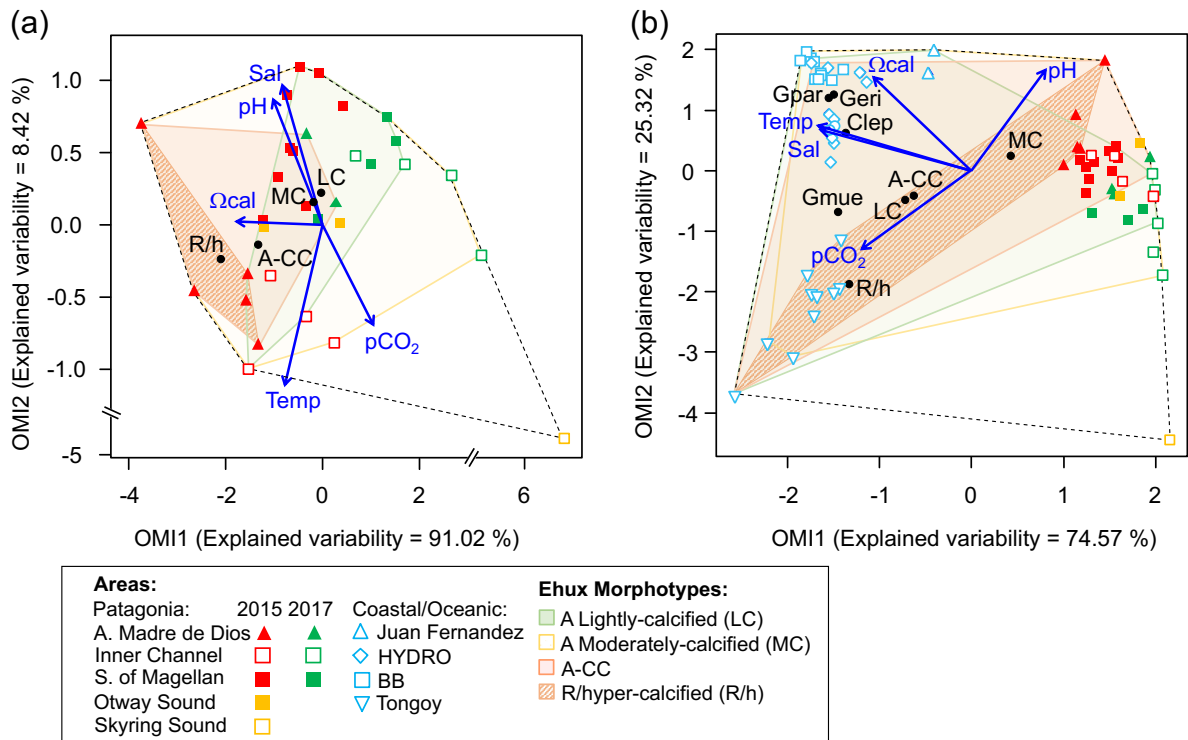 (a)
OMI2 (Explained variability = 8.42 %)
1.0
0.5
0.0
-0.5
-1.0
-5
Sal
pH
Ωcal
LC
MC
R/h
A-CC
pCO2
Temp
-4 -2 0 2 4 6
OMI1 (Explained variability = 91.02 %)
(b)
OMI2 (Explained variability = 25.32 %)
2
1
0
-1
-2
-3
-4
Ωcal
pH
Gpar Geri
Temp Clep
Sal
MC
A-CC
Gmue LC
pCO2
R/h
-2 -1 0 1 2
OMI1 (Explained variability = 74.57 %)
Areas:
Patagonia: 2015 2017
A. Madre de Dios
Inner Channel
S. of Magellan
Otway Sound
Skyring Sound
Coastal/Oceanic:
Juan Fernandez
HYDRO
BB
Tongoy
Ehux Morphotypes:
A Lightly-calcified (LC)
A Moderately-calcified (MC)
A-CC
R/hyper-calcified (R/h)